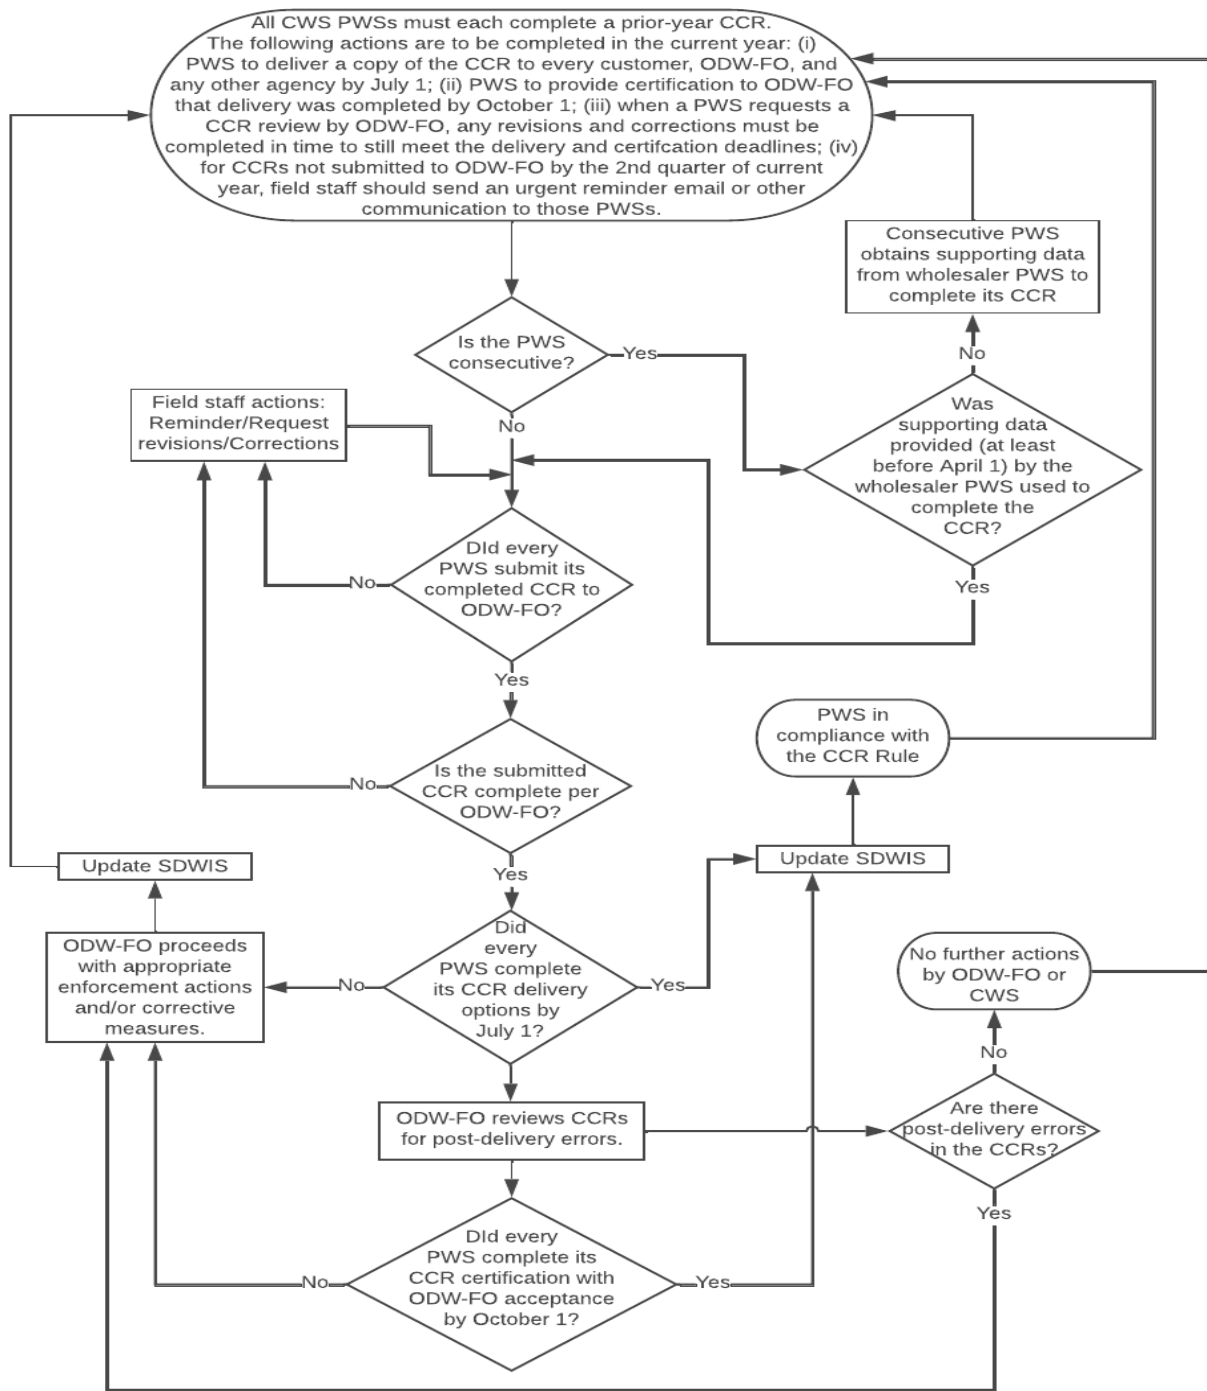 All CWS PWSs must each complete a prior-year CCR.
The following actions are to be completed in the current year: (i)
PWS to deliver a copy of the CCR to every customer, ODW-FO, and
any other agency by July 1; (ii) PWS to provide certification to ODW-FO
that delivery was completed by October 1; (iii) when a PWS requests a
CCR review by ODW-FO, any revisions and corrections must be
completed in time to still meet the delivery and certifcation deadlines; (iv)
for CCRs not submitted to ODW-FO by the 2nd quarter of current
year, field staff should send an urgent reminder email or other
communication to those PWSs.
Consecutive PWS
obtains supporting data
from wholesaler PWS to
complete its CCR
Is the PWS
consecutive?
Yes
No
No
Was
supporting data
provided (at least
before April 1) by the
wholesaler PWS used to
complete the
CCR?
Yes
Field staff actions:
Reminder/Request
revisions/Corrections
DId every
PWS submit its
completed CCR to
ODW-FO?
No
Yes
Is the submitted
CCR complete per
ODW-FO?
No
Yes
PWS in
compliance with
the CCR Rule
Update SDWIS
Update SDWIS
ODW-FO proceeds
with appropriate
enforcement actions
and/or corrective
measures.
Did
every
PWS complete
its CCR delivery
options by
July 1?
No
Yes
No further actions
by ODW-FO or
CWS
No
ODW-FO reviews CCRs
for post-delivery errors.
Are there
post-delivery errors
in the CCRs?
Yes
DId every
PWS complete its
CCR certification with
ODW-FO acceptance
by October 1?
No
Yes